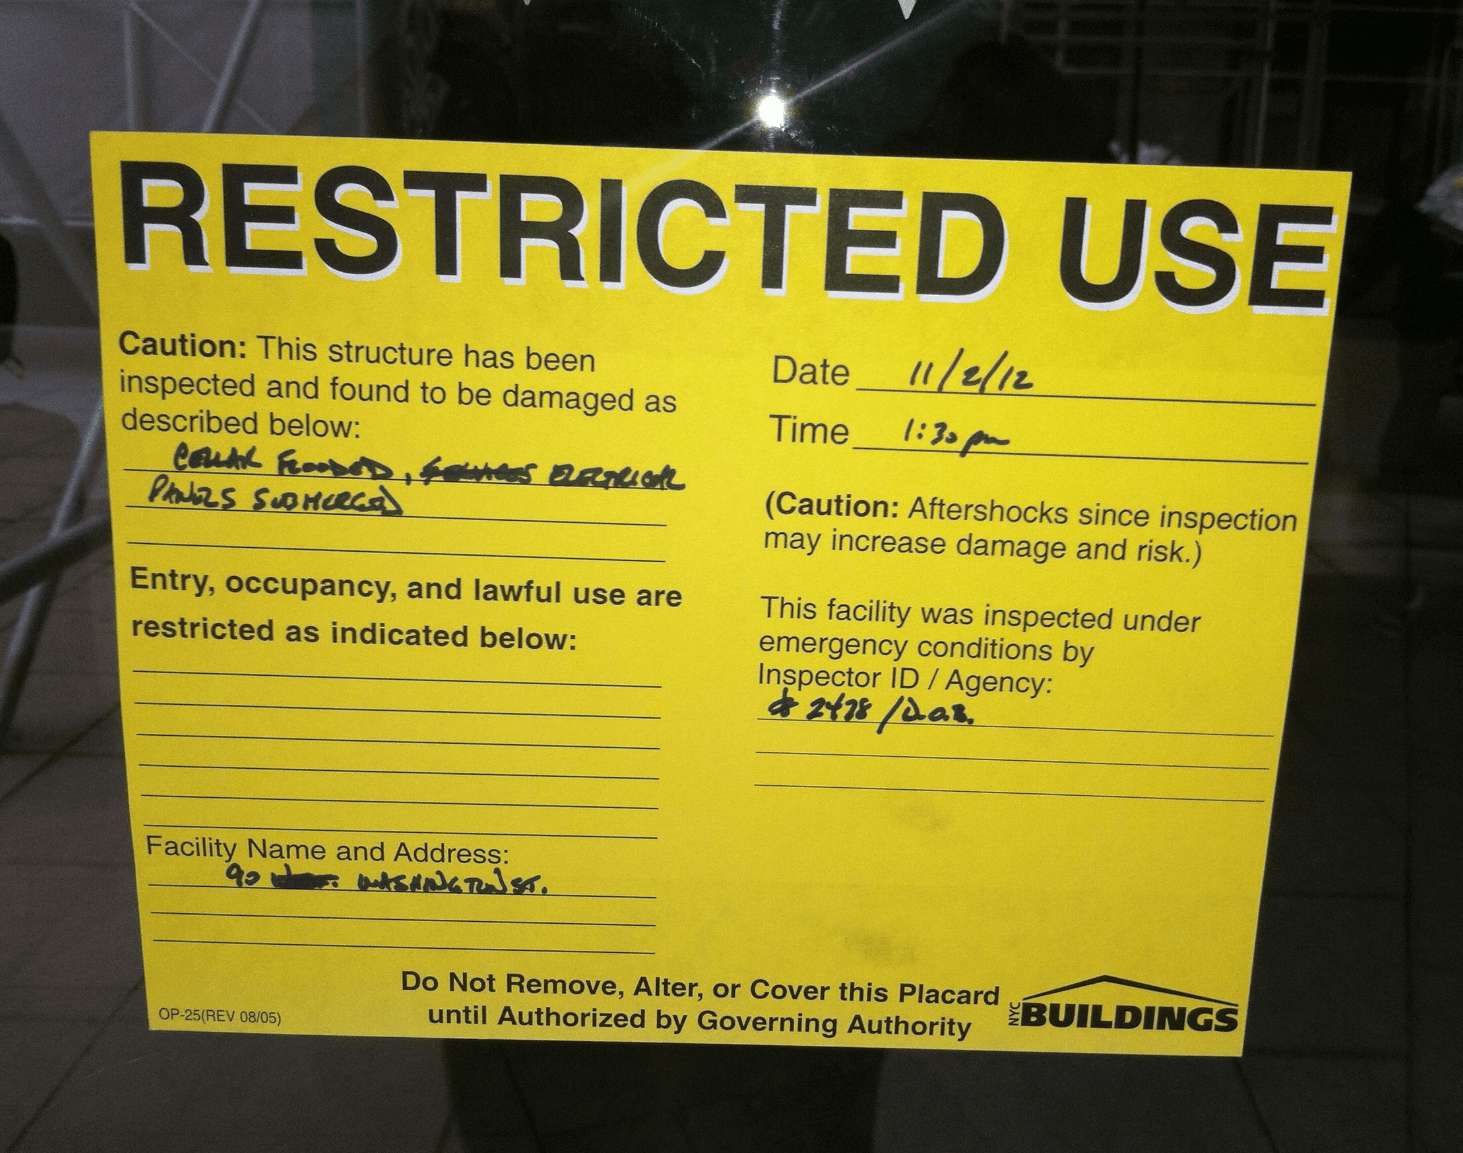 RESTRICTED USE
Caution: This structure has been
inspected and found to be damaged as
described below:
CELLAR FLOODED, ELECTRICAL
PANELS SUBMERGED
Entry, occupancy, and lawful use are
restricted as indicated below:
Facility Name and Address:
90 WASHINGTON ST.
Date 11/2/12
Time 1:30 pm
(Caution: Aftershocks since inspection
may increase damage and risk.)
This facility was inspected under
emergency conditions by
Inspector ID / Agency:
# 2478 / D.O.B.
Do Not Remove, Alter, or Cover this Placard
until Authorized by Governing Authority
OP-25(REV 08/05)
NYC BUILDINGS